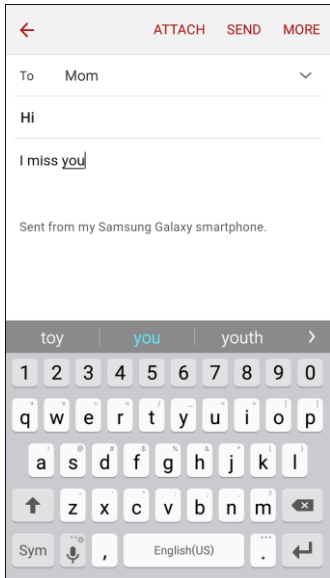 ATTACH SEND MORE
To Mom
Hi
I miss you
Sent from my Samsung Galaxy smartphone.
toy you youth
1 2 3 4 5 6 7 8 9 0
q w e r t y u i o p
a s d f g h j k l
z x c v b n m
Sym , English(US) .